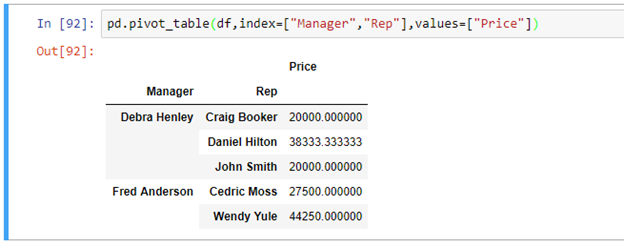 In [92]: pd.pivot_table(df,index=["Manager","Rep"],values=["Price"])
Out[92]:
Price
Manager Rep
Debra Henley Craig Booker 20000.000000
Daniel Hilton 38333.333333
John Smith 20000.000000
Fred Anderson Cedric Moss 27500.000000
Wendy Yule 44250.000000